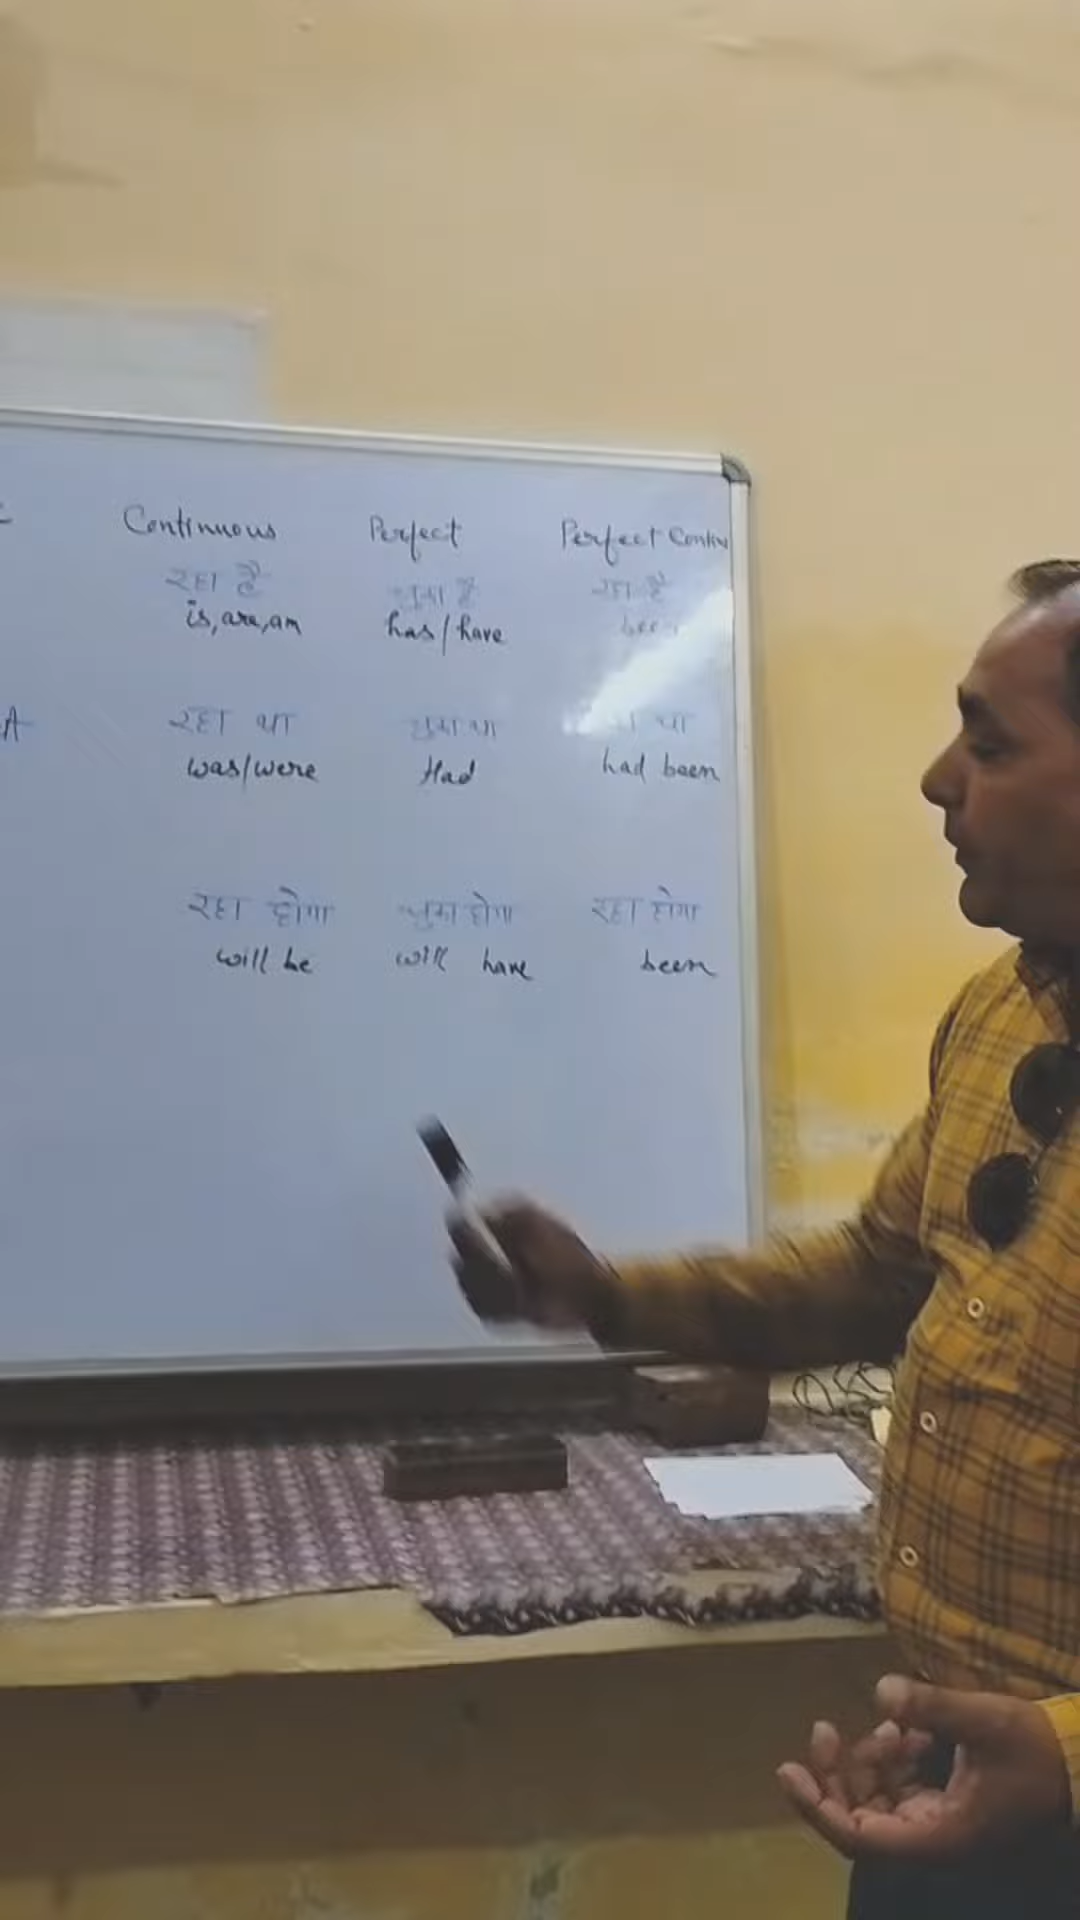 Continuous Perfect Perfect Contin
रहा है चुका है रहा है
is, are, am has/have been
रहा था चुका था था
was/were Had had been
रहा होगा चुका होगा रहा होगा
will be will have been